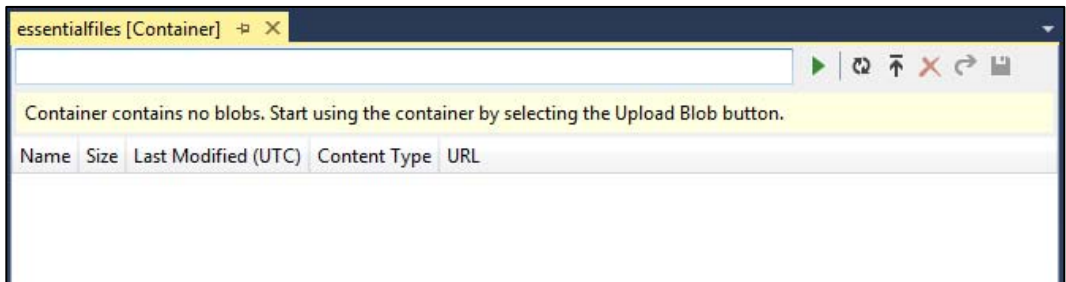 essentialfiles [Container]
Container contains no blobs. Start using the container by selecting the Upload Blob button.
Name Size Last Modified (UTC) Content Type URL